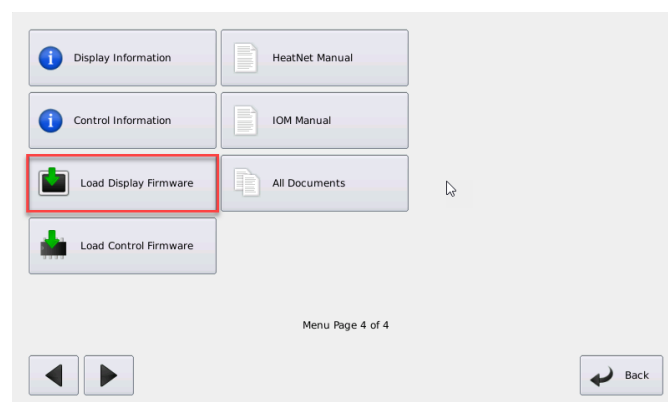 Display Information
HeatNet Manual
Control Information
IOM Manual
Load Display Firmware
All Documents
Load Control Firmware
Menu Page 4 of 4
Back